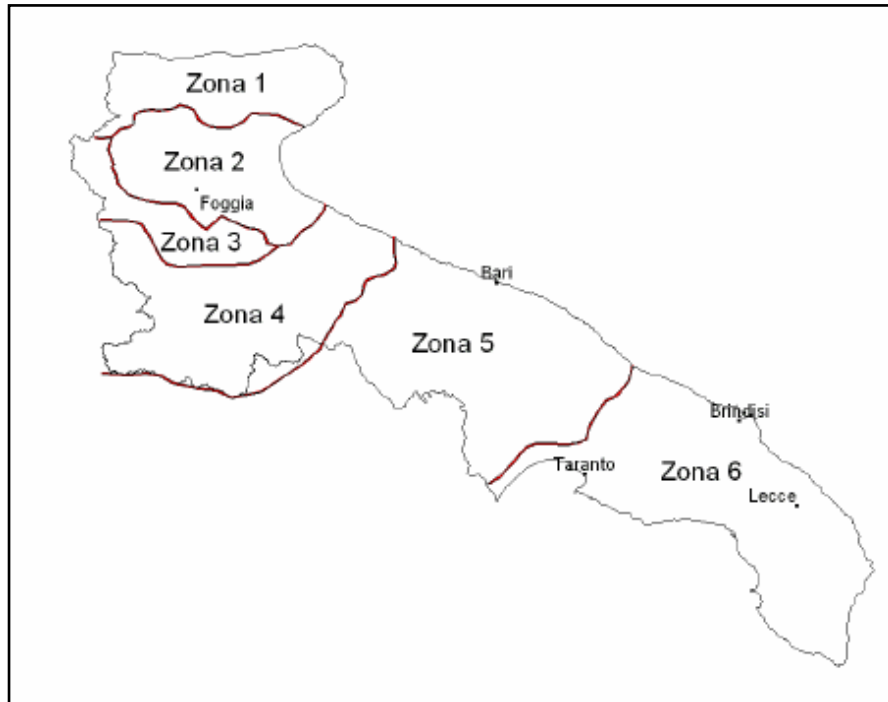 Zona 1
Zona 2
Foggia
Zona 3
Bari
Zona 4
Zona 5
Brindisi
Taranto
Zona 6
Lecce